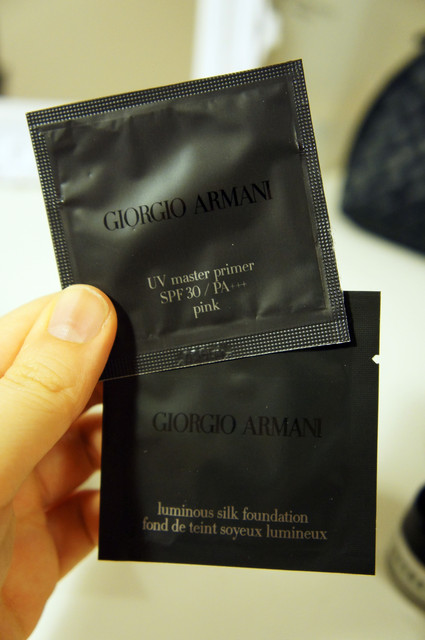 GIORGIO ARMANI
UV master primer
SPF 30 / PA+++
pink
GIORGIO ARMANI
luminous silk foundation
fond de teint soyeux lumineux